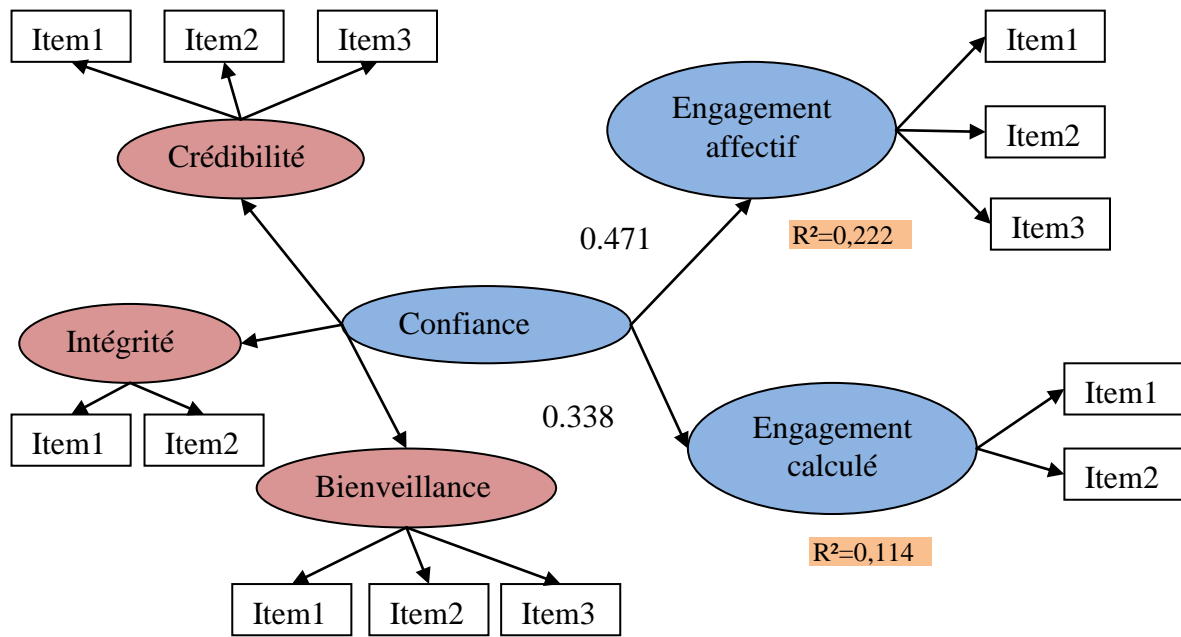 Item1
Item2
Item3
Crédibilité
Engagement
affectif
Item1
Item2
Item3
0.471
R²=0,222
Intégrité
Confiance
Item1
Item2
0.338
Bienveillance
Item1
Item2
Item3
Engagement
calculé
Item1
Item2
R²=0,114